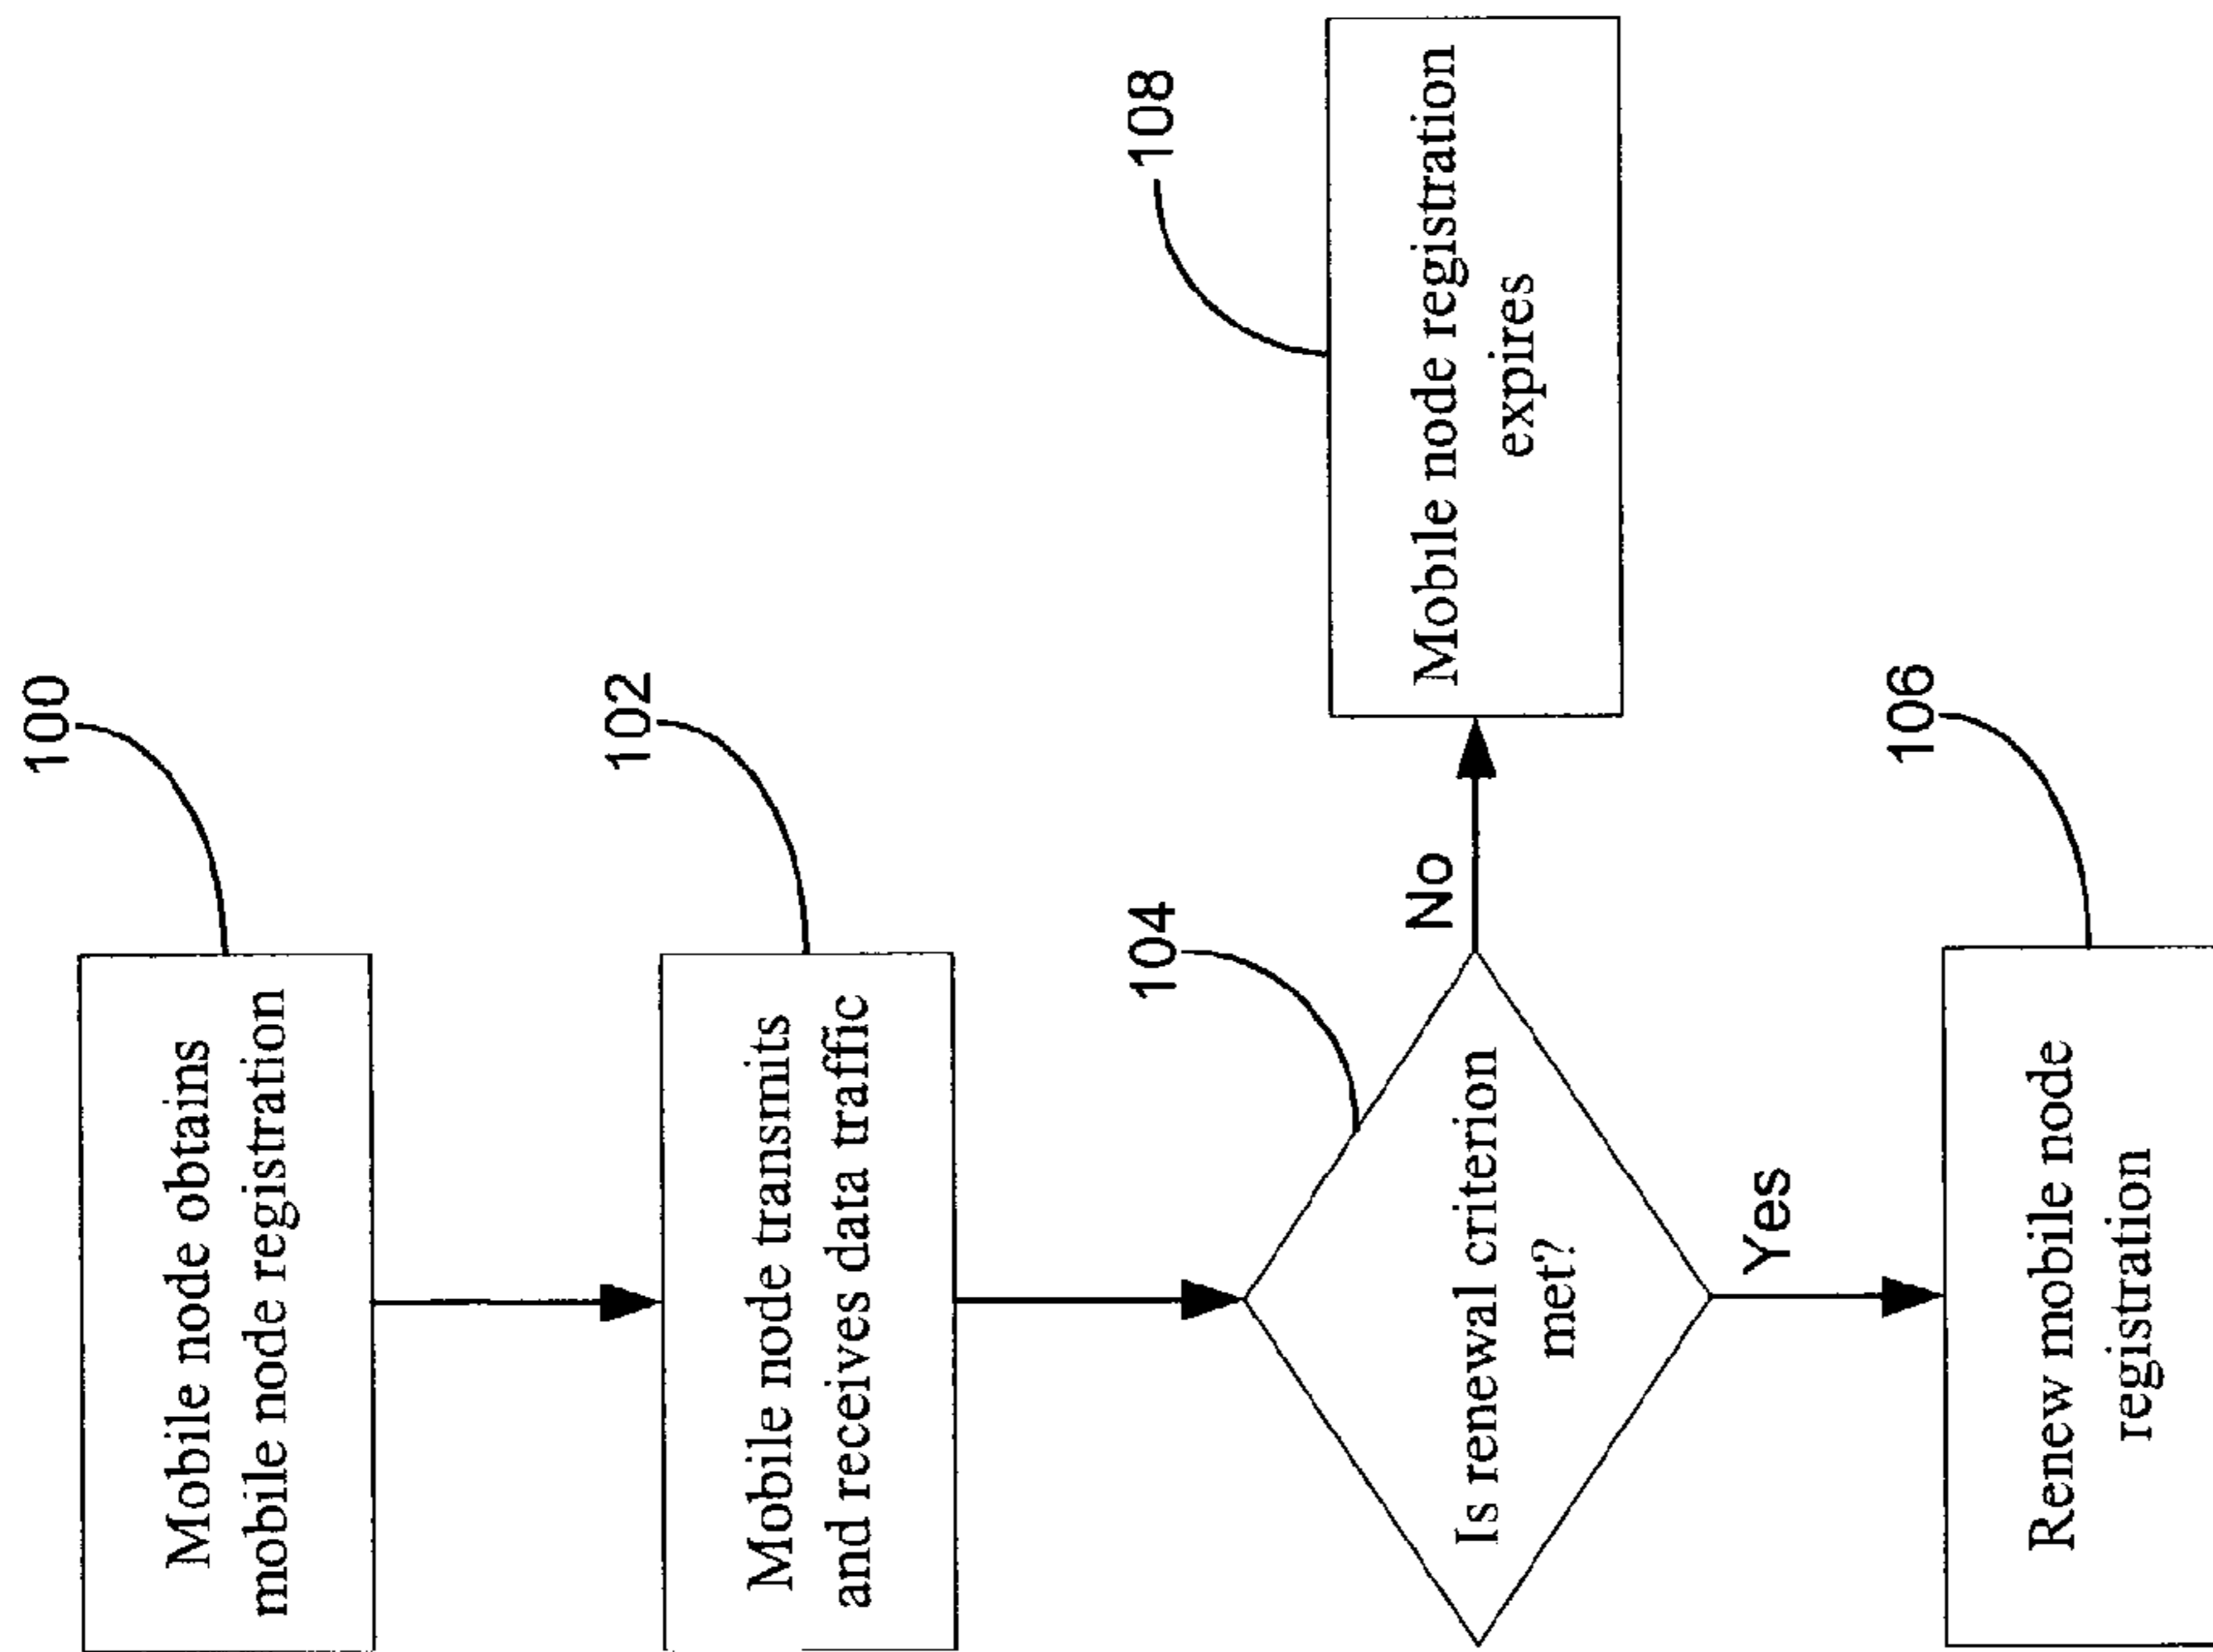 100
Mobile node obtains
mobile node registration
102
Mobile node transmits
and receives data traffic
104
Is renewal criterion
met?
No
108
Mobile node registration
expires
Yes
106
Renew mobile node
registration